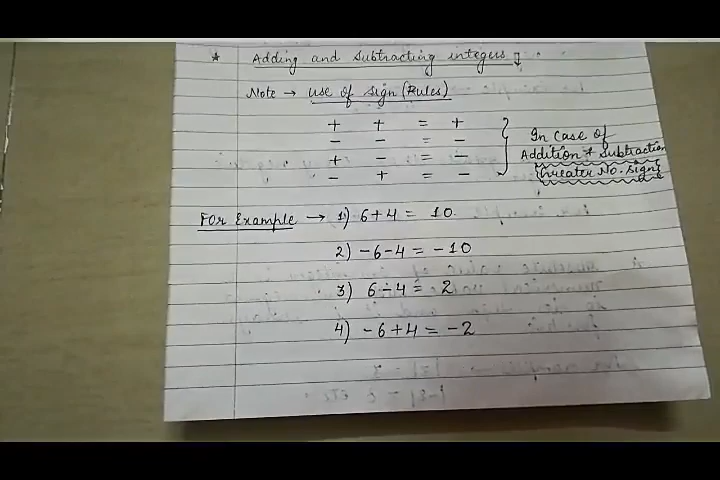 * Adding and Subtracting integers ↓
Note → use of sign (Rules)
+ + = +
- - = -
+ - = -
- + = -
In Case of
Addition & Subtraction
Greater No. Sign
For Example → 1) 6+4 = 10.
2) -6-4 = -10
3) 6-4 = 2
4) -6+4 = -2